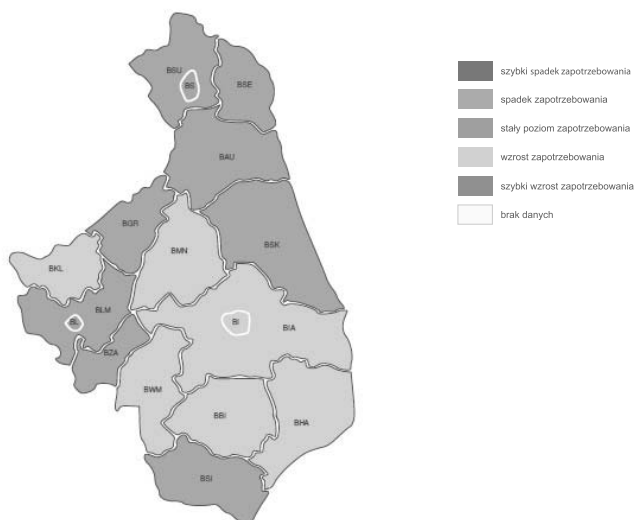 BSU
BS
BSE
BAU
BGR
BMN
BSK
BKL
BLM
BL
BI
BIA
BZA
BWM
BBI
BHA
BSI
szybki spadek zapotrzebowania
spadek zapotrzebowania
stały poziom zapotrzebowania
wzrost zapotrzebowania
szybki wzrost zapotrzebowania
brak danych